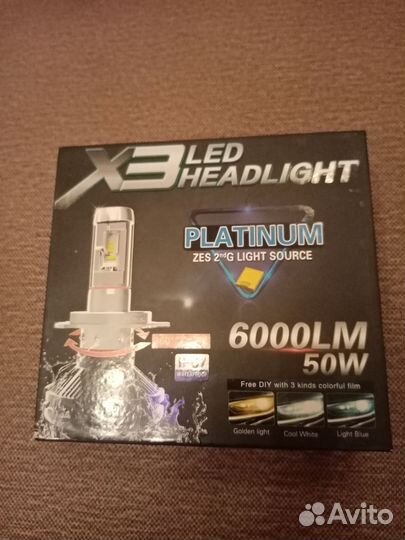 X3 LED
HEADLIGHT
PLATINUM
ZES 2ndG LIGHT SOURCE
6000LM
50W
IP67
Free DIY with 3 kinds colorful film
Golden light
Cool White
Light Blue
Avito